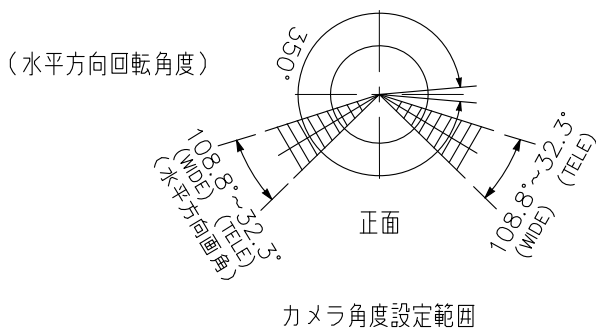 350°
(水平方向回転角度)
108.8°~32.3°
(WIDE) (TELE)
(水平方向画角)
正面
108.8°~32.3°
(WIDE) (TELE)
カメラ角度設定範囲